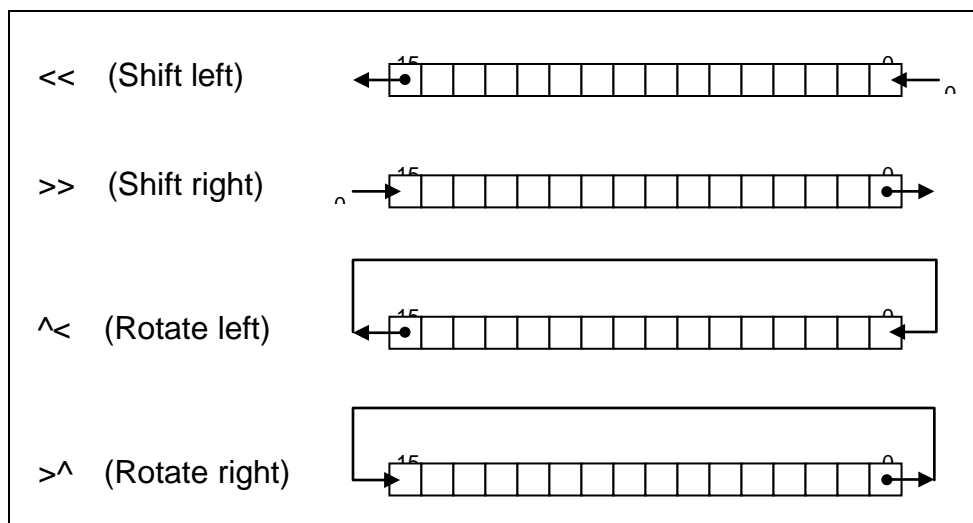 << (Shift left) 15 0 0
>> (Shift right) 0 15 0
^< (Rotate left) 15 0
>^ (Rotate right) 15 0